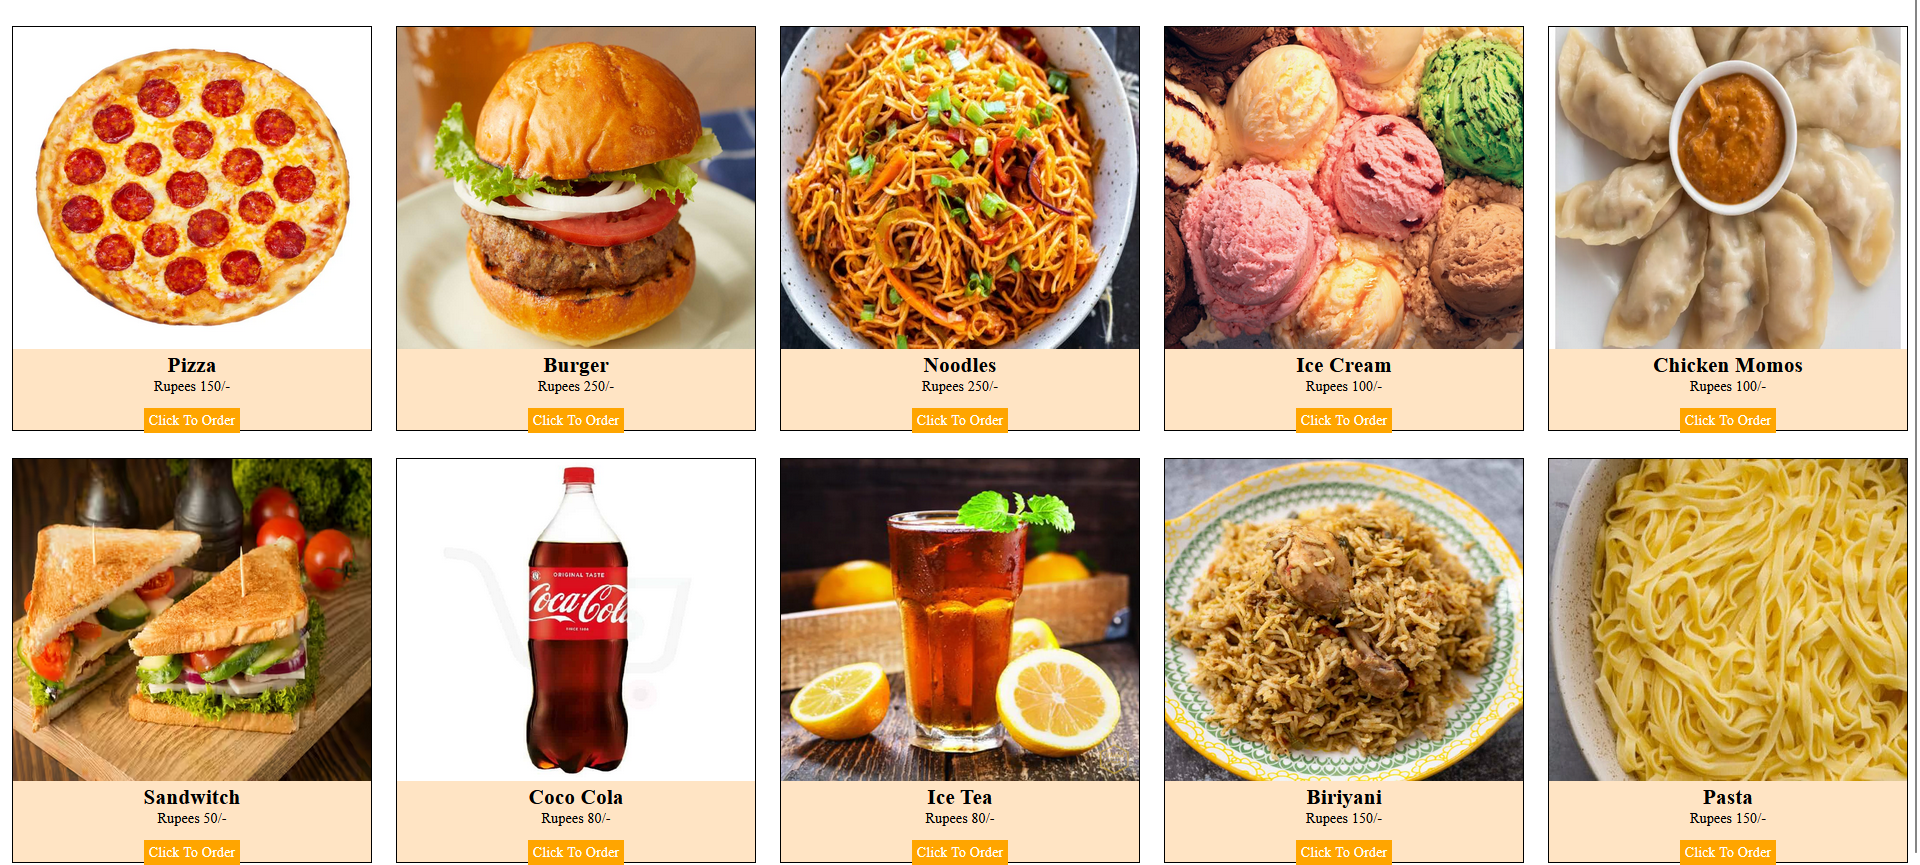 Pizza
Rupees 150/-
Click To Order
Burger
Rupees 250/-
Click To Order
Noodles
Rupees 250/-
Click To Order
Ice Cream
Rupees 100/-
Click To Order
Chicken Momos
Rupees 100/-
Click To Order
Sandwitch
Rupees 50/-
Click To Order
ORIGINAL TASTE
Coca-Cola
SINCE 1886
Coco Cola
Rupees 80/-
Click To Order
Ice Tea
Rupees 80/-
Click To Order
Biriyani
Rupees 150/-
Click To Order
Pasta
Rupees 150/-
Click To Order